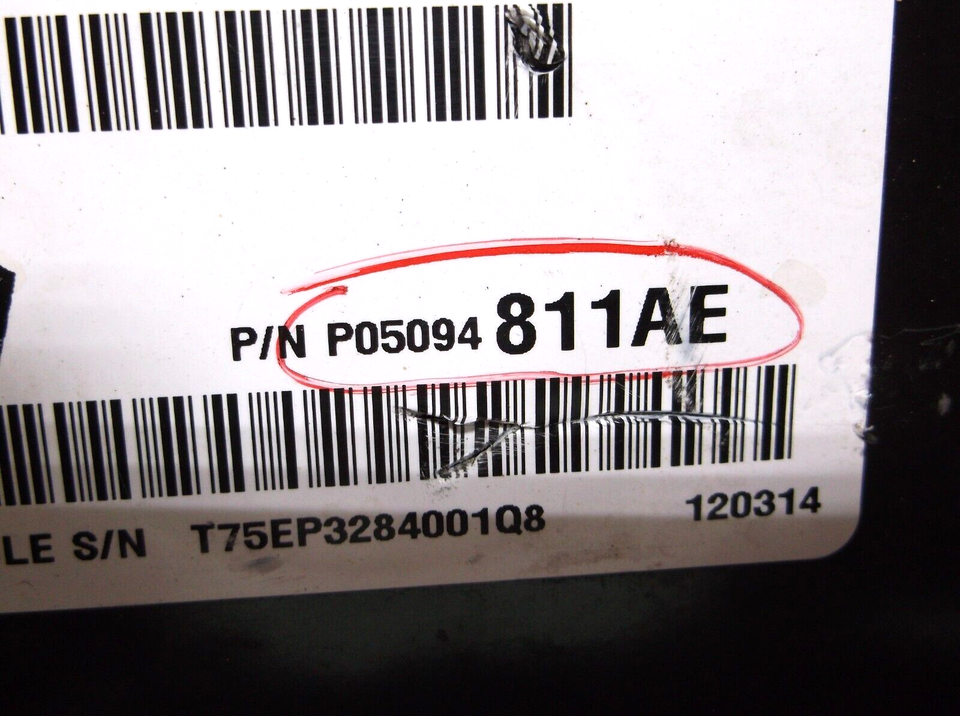 P/N P05094 811AE
LE S/N T75EP3284001Q8 120314